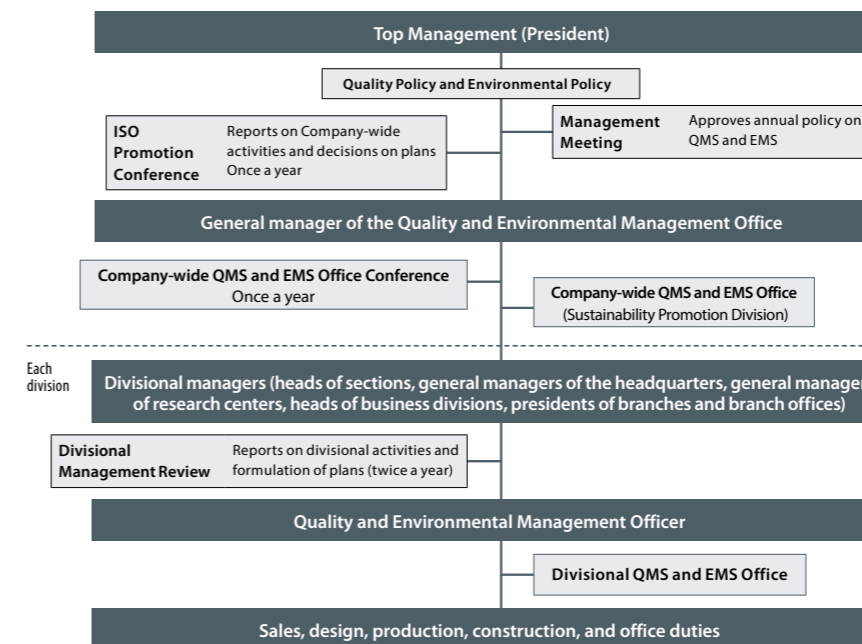 Top Management (President)
Quality Policy and Environmental Policy
ISO
Promotion
Conference
Reports on Company-wide
activities and decisions on plans
Once a year
Management
Meeting
Approves annual policy on
QMS and EMS
General manager of the Quality and Environmental Management Office
Company-wide QMS and EMS Office Conference
Once a year
Company-wide QMS and EMS Office
(Sustainability Promotion Division)
Each
division
Divisional managers (heads of sections, general managers of the headquarters, general manager
of research centers, heads of business divisions, presidents of branches and branch offices)
Divisional
Management Review
Reports on divisional activities and
formulation of plans (twice a year)
Quality and Environmental Management Officer
Divisional QMS and EMS Office
Sales, design, production, construction, and office duties